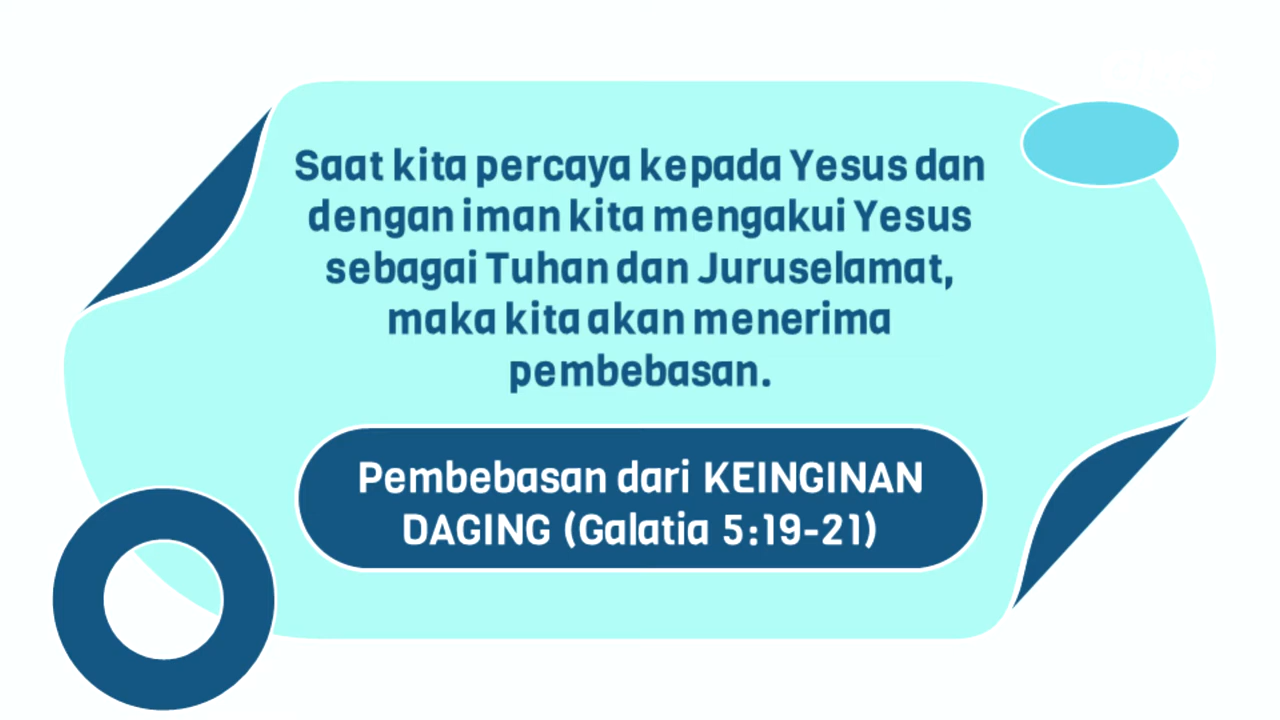 Saat kita percaya kepada Yesus dan
dengan iman kita mengakui Yesus
sebagai Tuhan dan Juruselamat,
maka kita akan menerima
pembebasan.
Pembebasan dari KEINGINAN
DAGING (Galatia 5:19-21)